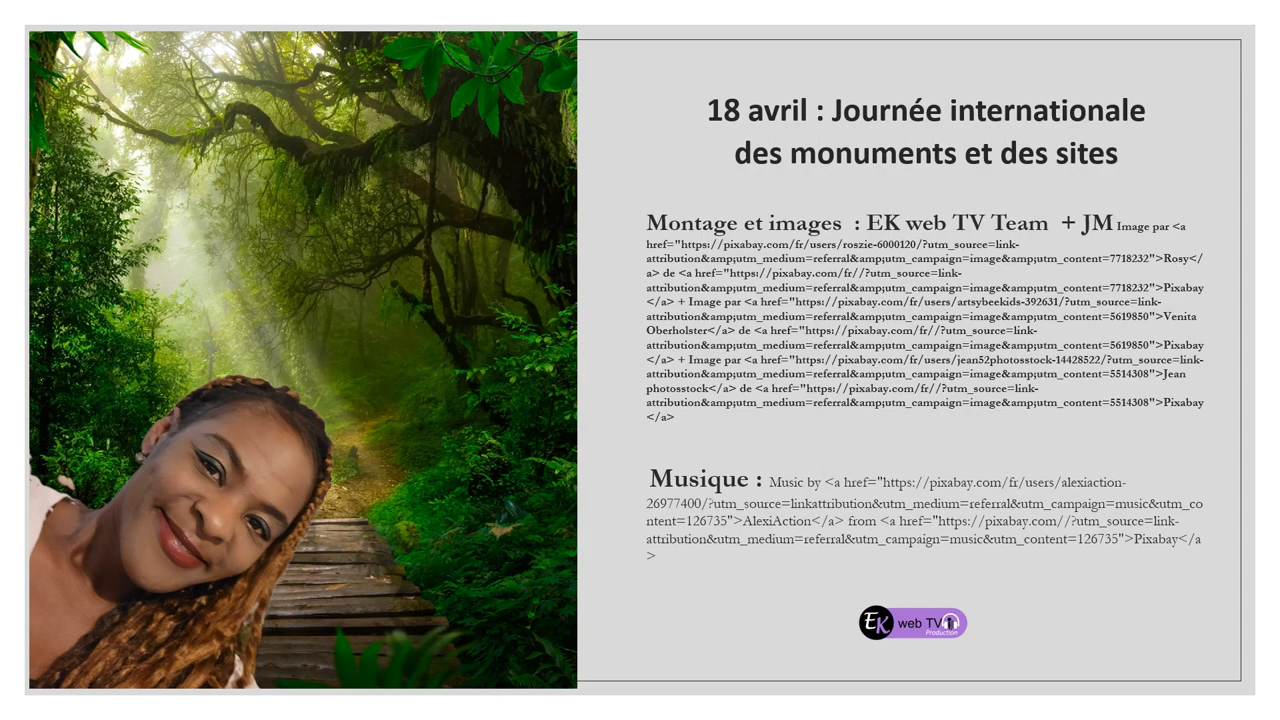 18 avril : Journée internationale
des monuments et des sites
Montage et images  : EK web TV Team  + JM Image par <a
href="https://pixabay.com/fr/users/roszie-6000120/?utm_source=link-
attribution&amp;utm_medium=referral&amp;utm_campaign=image&amp;utm_content=7718232">Rosy</
a> de <a href="https://pixabay.com/fr//?utm_source=link-
attribution&amp;utm_medium=referral&amp;utm_campaign=image&amp;utm_content=7718232">Pixabay
</a> + Image par <a href="https://pixabay.com/fr/users/artsybeekids-392631/?utm_source=link-
attribution&amp;utm_medium=referral&amp;utm_campaign=image&amp;utm_content=5619850">Venita
Oberholster</a> de <a href="https://pixabay.com/fr//?utm_source=link-
attribution&amp;utm_medium=referral&amp;utm_campaign=image&amp;utm_content=5619850">Pixabay
</a> + Image par <a href="https://pixabay.com/fr/users/jean52photosstock-14428522/?utm_source=link-
attribution&amp;utm_medium=referral&amp;utm_campaign=image&amp;utm_content=5514308">Jean
photosstock</a> de <a href="https://pixabay.com/fr//?utm_source=link-
attribution&amp;utm_medium=referral&amp;utm_campaign=image&amp;utm_content=5514308">Pixabay
</a>
Musique : Music by <a href="https://pixabay.com/fr/users/alexiaction-
26977400/?utm_source=linkattribution&utm_medium=referral&utm_campaign=music&utm_co
ntent=126735">AlexiAction</a> from <a href="https://pixabay.com//?utm_source=link-
attribution&utm_medium=referral&utm_campaign=music&utm_content=126735">Pixabay</a
>
EK web TV
Production